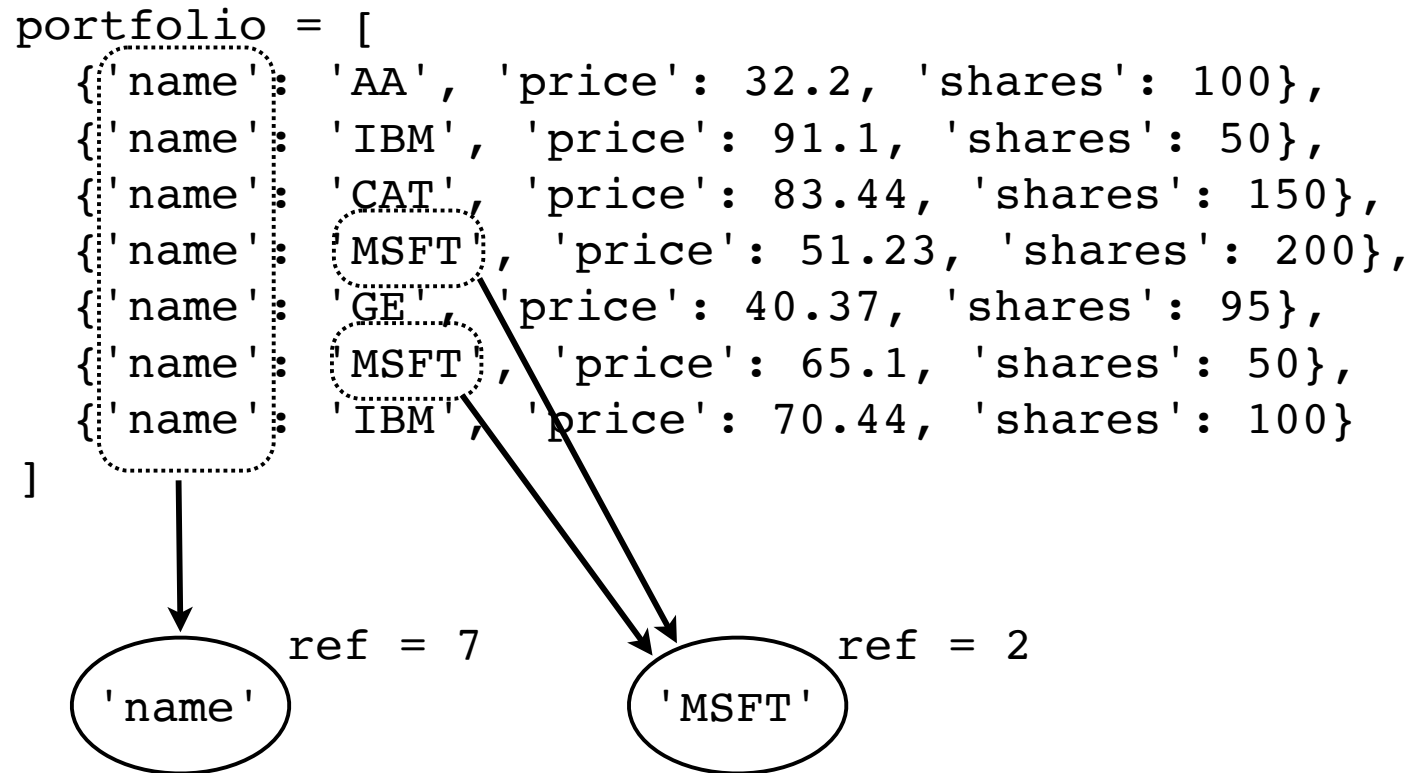 portfolio = [
{'name': 'AA', 'price': 32.2, 'shares': 100},
{'name': 'IBM', 'price': 91.1, 'shares': 50},
{'name': 'CAT', 'price': 83.44, 'shares': 150},
{'name': 'MSFT', 'price': 51.23, 'shares': 200},
{'name': 'GE', 'price': 40.37, 'shares': 95},
{'name': 'MSFT', 'price': 65.1, 'shares': 50},
{'name': 'IBM', 'price': 70.44, 'shares': 100}
]
ref = 7
ref = 2
'name'
'MSFT'